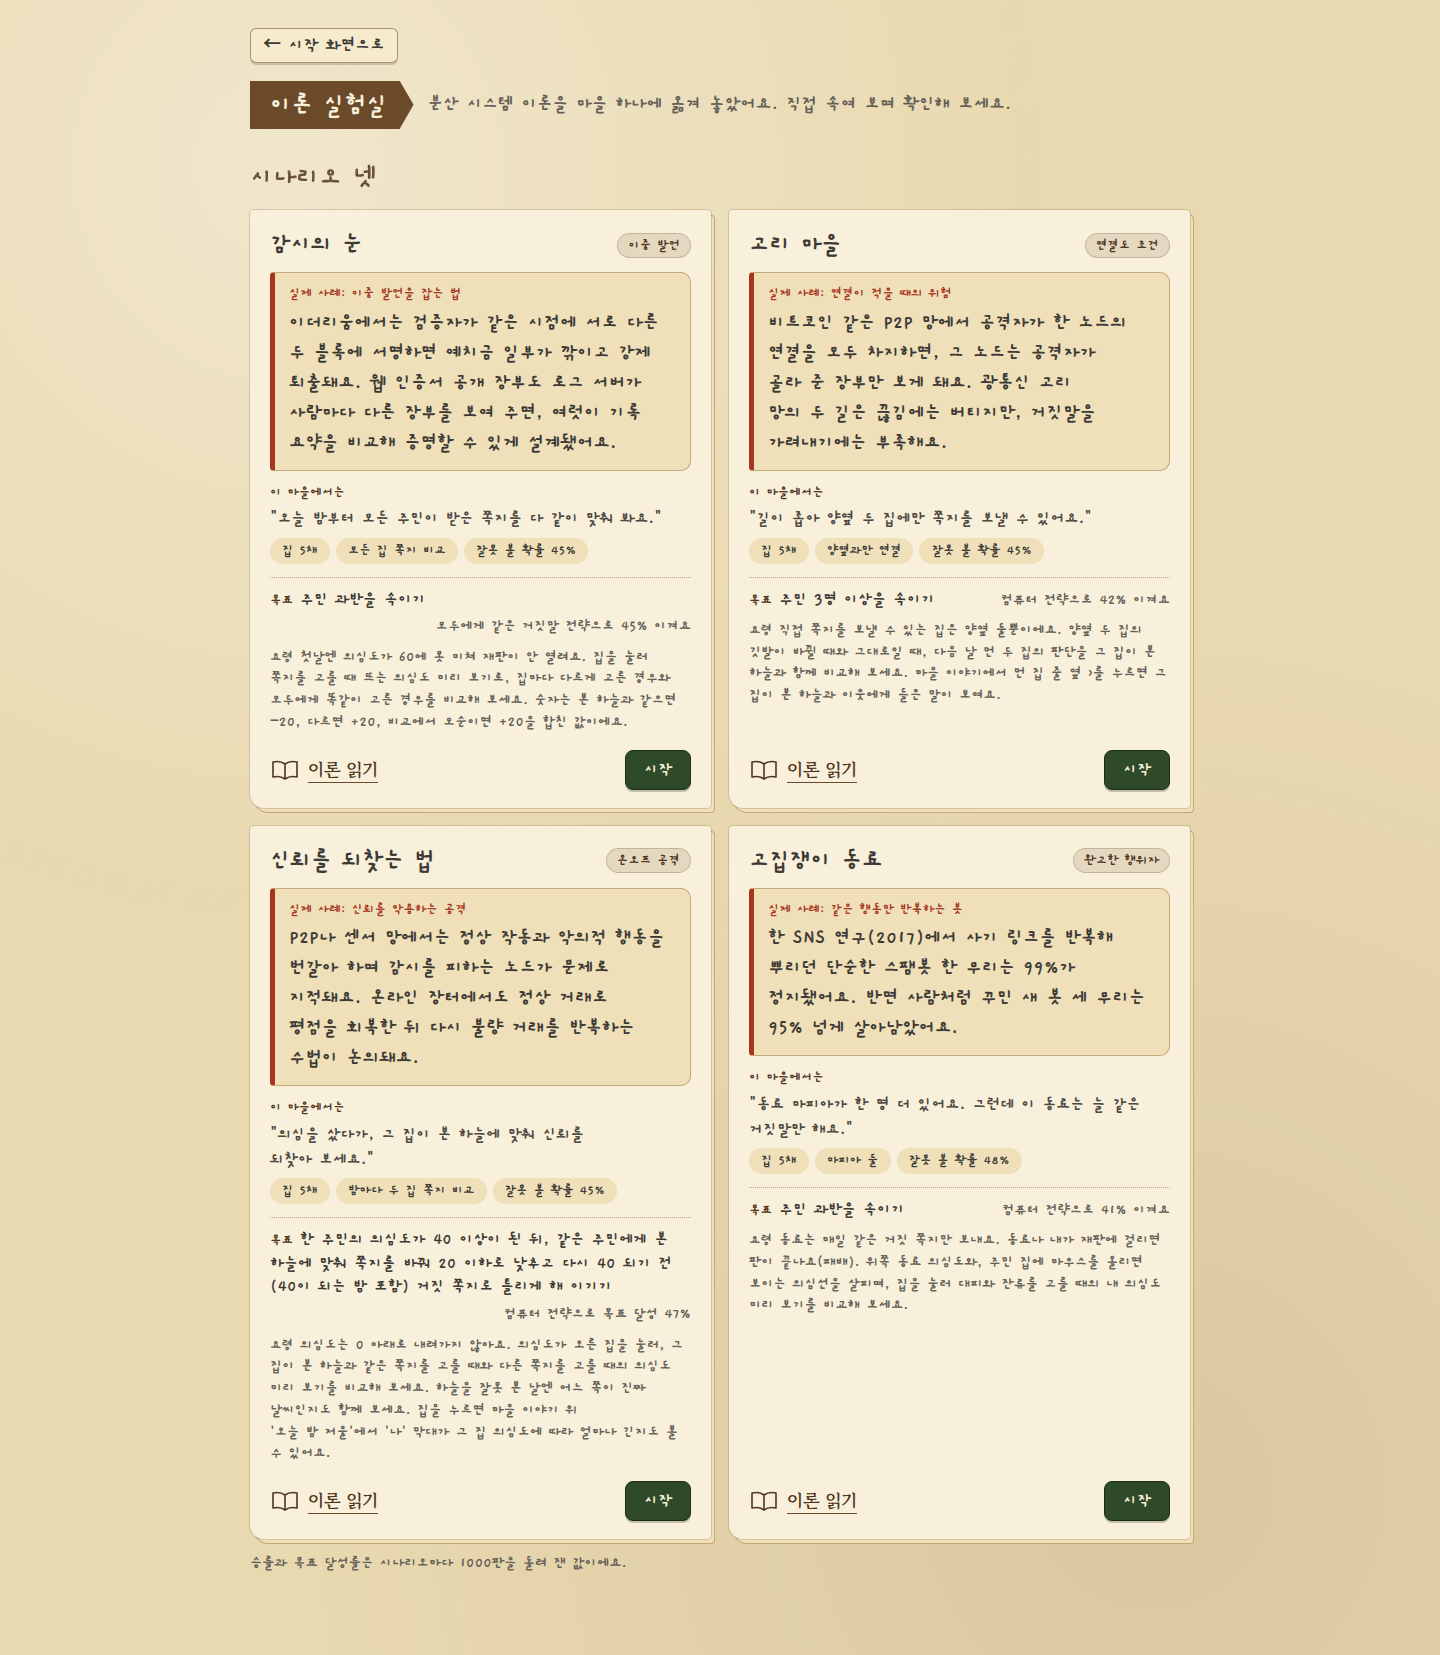 ← 시작 화면으로
이론 실험실
분산 시스템 이론을 마을 하나에 옮겨 놓았어요. 직접 속여 보며 확인해 보세요.
시나리오 넷
감시의 눈
이중 발언
실제 사례: 이중 발언을 잡는 법
이더리움에서는 검증자가 같은 시점에 서로 다른
두 블록에 서명하면 예치금 일부가 깎이고 강제
퇴출돼요. 웹 인증서 공개 장부도 로그 서버가
사람마다 다른 장부를 보여 주면, 여럿이 기록
요약을 비교해 증명할 수 있게 설계됐어요.
이 마을에서는
"오늘 밤부터 모든 주민이 받은 쪽지를 다 같이 맞춰 봐요."
집 5채
모든 집 쪽지 비교
잘못 볼 확률 45%
목표 주민 과반을 속이기
모두에게 같은 거짓말 전략으로 45% 이겨요
요령 첫날엔 의심도가 60에 못 미쳐 재판이 안 열려요. 집을 눌러
쪽지를 고를 때 뜨는 의심도 미리 보기로, 집마다 다르게 고른 경우와
모두에게 똑같이 고른 경우를 비교해 보세요. 숫자는 본 하늘과 같으면
−20, 다르면 +20, 비교에서 모순이면 +20을 합친 값이에요.
이론 읽기
시작
고리 마을
연결도 조건
실제 사례: 연결이 적을 때의 위험
비트코인 같은 P2P 망에서 공격자가 한 노드의
연결을 모두 차지하면, 그 노드는 공격자가
골라 준 장부만 보게 돼요. 광통신 고리
망의 두 길은 끊김에는 버티지만, 거짓말을
가려내기에는 부족해요.
이 마을에서는
"길이 좁아 양옆 두 집에만 쪽지를 보낼 수 있어요."
집 5채
양옆과만 연결
잘못 볼 확률 45%
목표 주민 3명 이상을 속이기
컴퓨터 전략으로 42% 이겨요
요령 직접 쪽지를 보낼 수 있는 집은 양옆 둘뿐이에요. 양옆 두 집의
깃발이 바뀔 때와 그대로일 때, 다음 날 먼 두 집의 판단을 그 집이 본
하늘과 함께 비교해 보세요. 마을 이야기에서 먼 집 줄 옆 ›를 누르면 그
집이 본 하늘과 이웃에게 들은 말이 보여요.
이론 읽기
시작
신뢰를 되찾는 법
온오프 공격
실제 사례: 신뢰를 악용하는 공격
P2P나 센서 망에서는 정상 작동과 악의적 행동을
번갈아 하며 감시를 피하는 노드가 문제로
지적돼요. 온라인 장터에서도 정상 거래로
평점을 회복한 뒤 다시 불량 거래를 반복하는
수법이 논의돼요.
이 마을에서는
"의심을 샀다가, 그 집이 본 하늘에 맞춰 신뢰를
되찾아 보세요."
집 5채
밤마다 두 집 쪽지 비교
잘못 볼 확률 45%
목표 한 주민의 의심도가 40 이상이 된 뒤, 같은 주민에게 본
하늘에 맞춰 쪽지를 바꿔 20 이하로 낮추고 다시 40 되기 전
(40이 되는 밤 포함) 거짓 쪽지로 틀리게 해 이기기
컴퓨터 전략으로 목표 달성 47%
요령 의심도는 0 아래로 내려가지 않아요. 의심도가 오른 집을 눌러, 그
집이 본 하늘과 같은 쪽지를 고를 때와 다른 쪽지를 고를 때의 의심도
미리 보기를 비교해 보세요. 하늘을 잘못 본 날엔 어느 쪽이 진짜
날씨인지도 함께 보세요. 집을 누르면 마을 이야기 위
'오늘 밤 저울'에서 '나' 막대가 그 집 의심도에 따라 얼마나 긴지도 볼
수 있어요.
이론 읽기
시작
고집쟁이 동료
완고한 행위자
실제 사례: 같은 행동만 반복하는 봇
한 SNS 연구(2017)에서 사기 링크를 반복해
뿌리던 단순한 스팸봇 한 무리는 99%가
정지됐어요. 반면 사람처럼 꾸민 새 봇 세 무리는
95% 넘게 살아남았어요.
이 마을에서는
"동료 마피아가 한 명 더 있어요. 그런데 이 동료는 늘 같은
거짓말만 해요."
집 5채
마피아 둘
잘못 볼 확률 48%
목표 주민 과반을 속이기
컴퓨터 전략으로 41% 이겨요
요령 동료는 매일 같은 거짓 쪽지만 보내요. 동료나 내가 재판에 걸리면
판이 끝나요(패배). 위쪽 동료 의심도와, 주민 집에 마우스를 올리면
보이는 의심선을 살피며, 집을 눌러 대피와 잔류를 고를 때의 내 의심도
미리 보기를 비교해 보세요.
이론 읽기
시작
승률과 목표 달성률은 시나리오마다 1000판을 돌려 잰 값이에요.